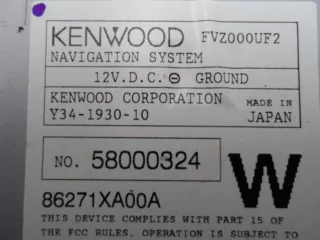 KENWOOD FVZ000UF2
NAVIGATION SYSTEM
12V.D.C. ⊖ GROUND
KENWOOD CORPORATION MADE IN
Y34-1930-10 JAPAN
NO. 58000324
W
86271XA00A
THIS DEVICE COMPLIES WITH PART 15 OF
THE FCC RULES. OPERATION IS SUBJECT TO